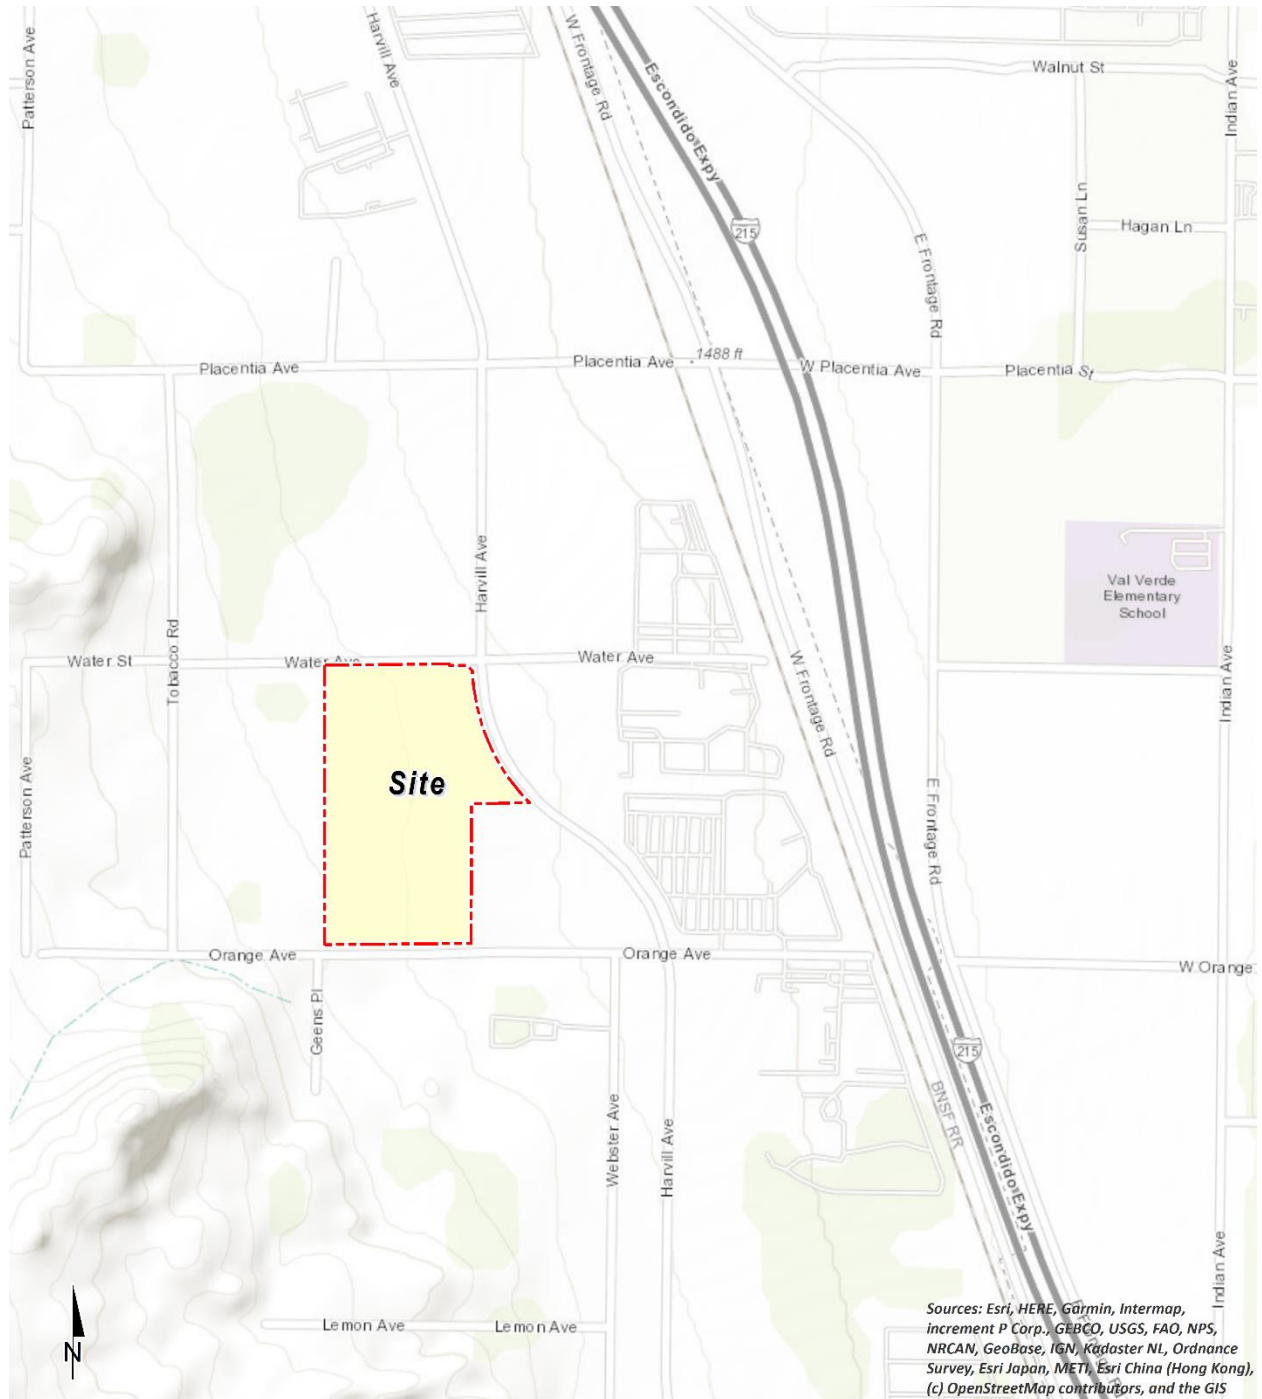 Patterson Ave
Harvill Ave
W Frontage Rd
Escondido Expy
Walnut St
Indian Ave
215
Susan Ln
Hagan Ln
E Frontage Rd
Placentia Ave
Placentia Ave
1488 ft
W Placentia Ave
Placentia St
Harvill Ave
Val Verde
Elementary
School
Water St
Tobacco Rd
Water Ave
Water Ave
W Frontage Rd
Indian Ave
Patterson Ave
Site
E Frontage Rd
Orange Ave
Orange Ave
W Orange
Geens Pl
215
Webster Ave
Harvill Ave
BNSF RR
Escondido Expy
Indian Ave
Lemon Ave
Lemon Ave
N
E Frontage Rd
Sources: Esri, HERE, Garmin, Intermap,
increment P Corp., GEBCO, USGS, FAO, NPS,
NRCAN, GeoBase, IGN, Kadaster NL, Ordnance
Survey, Esri Japan, METI, Esri China (Hong Kong),
(c) OpenStreetMap contributors, and the GIS